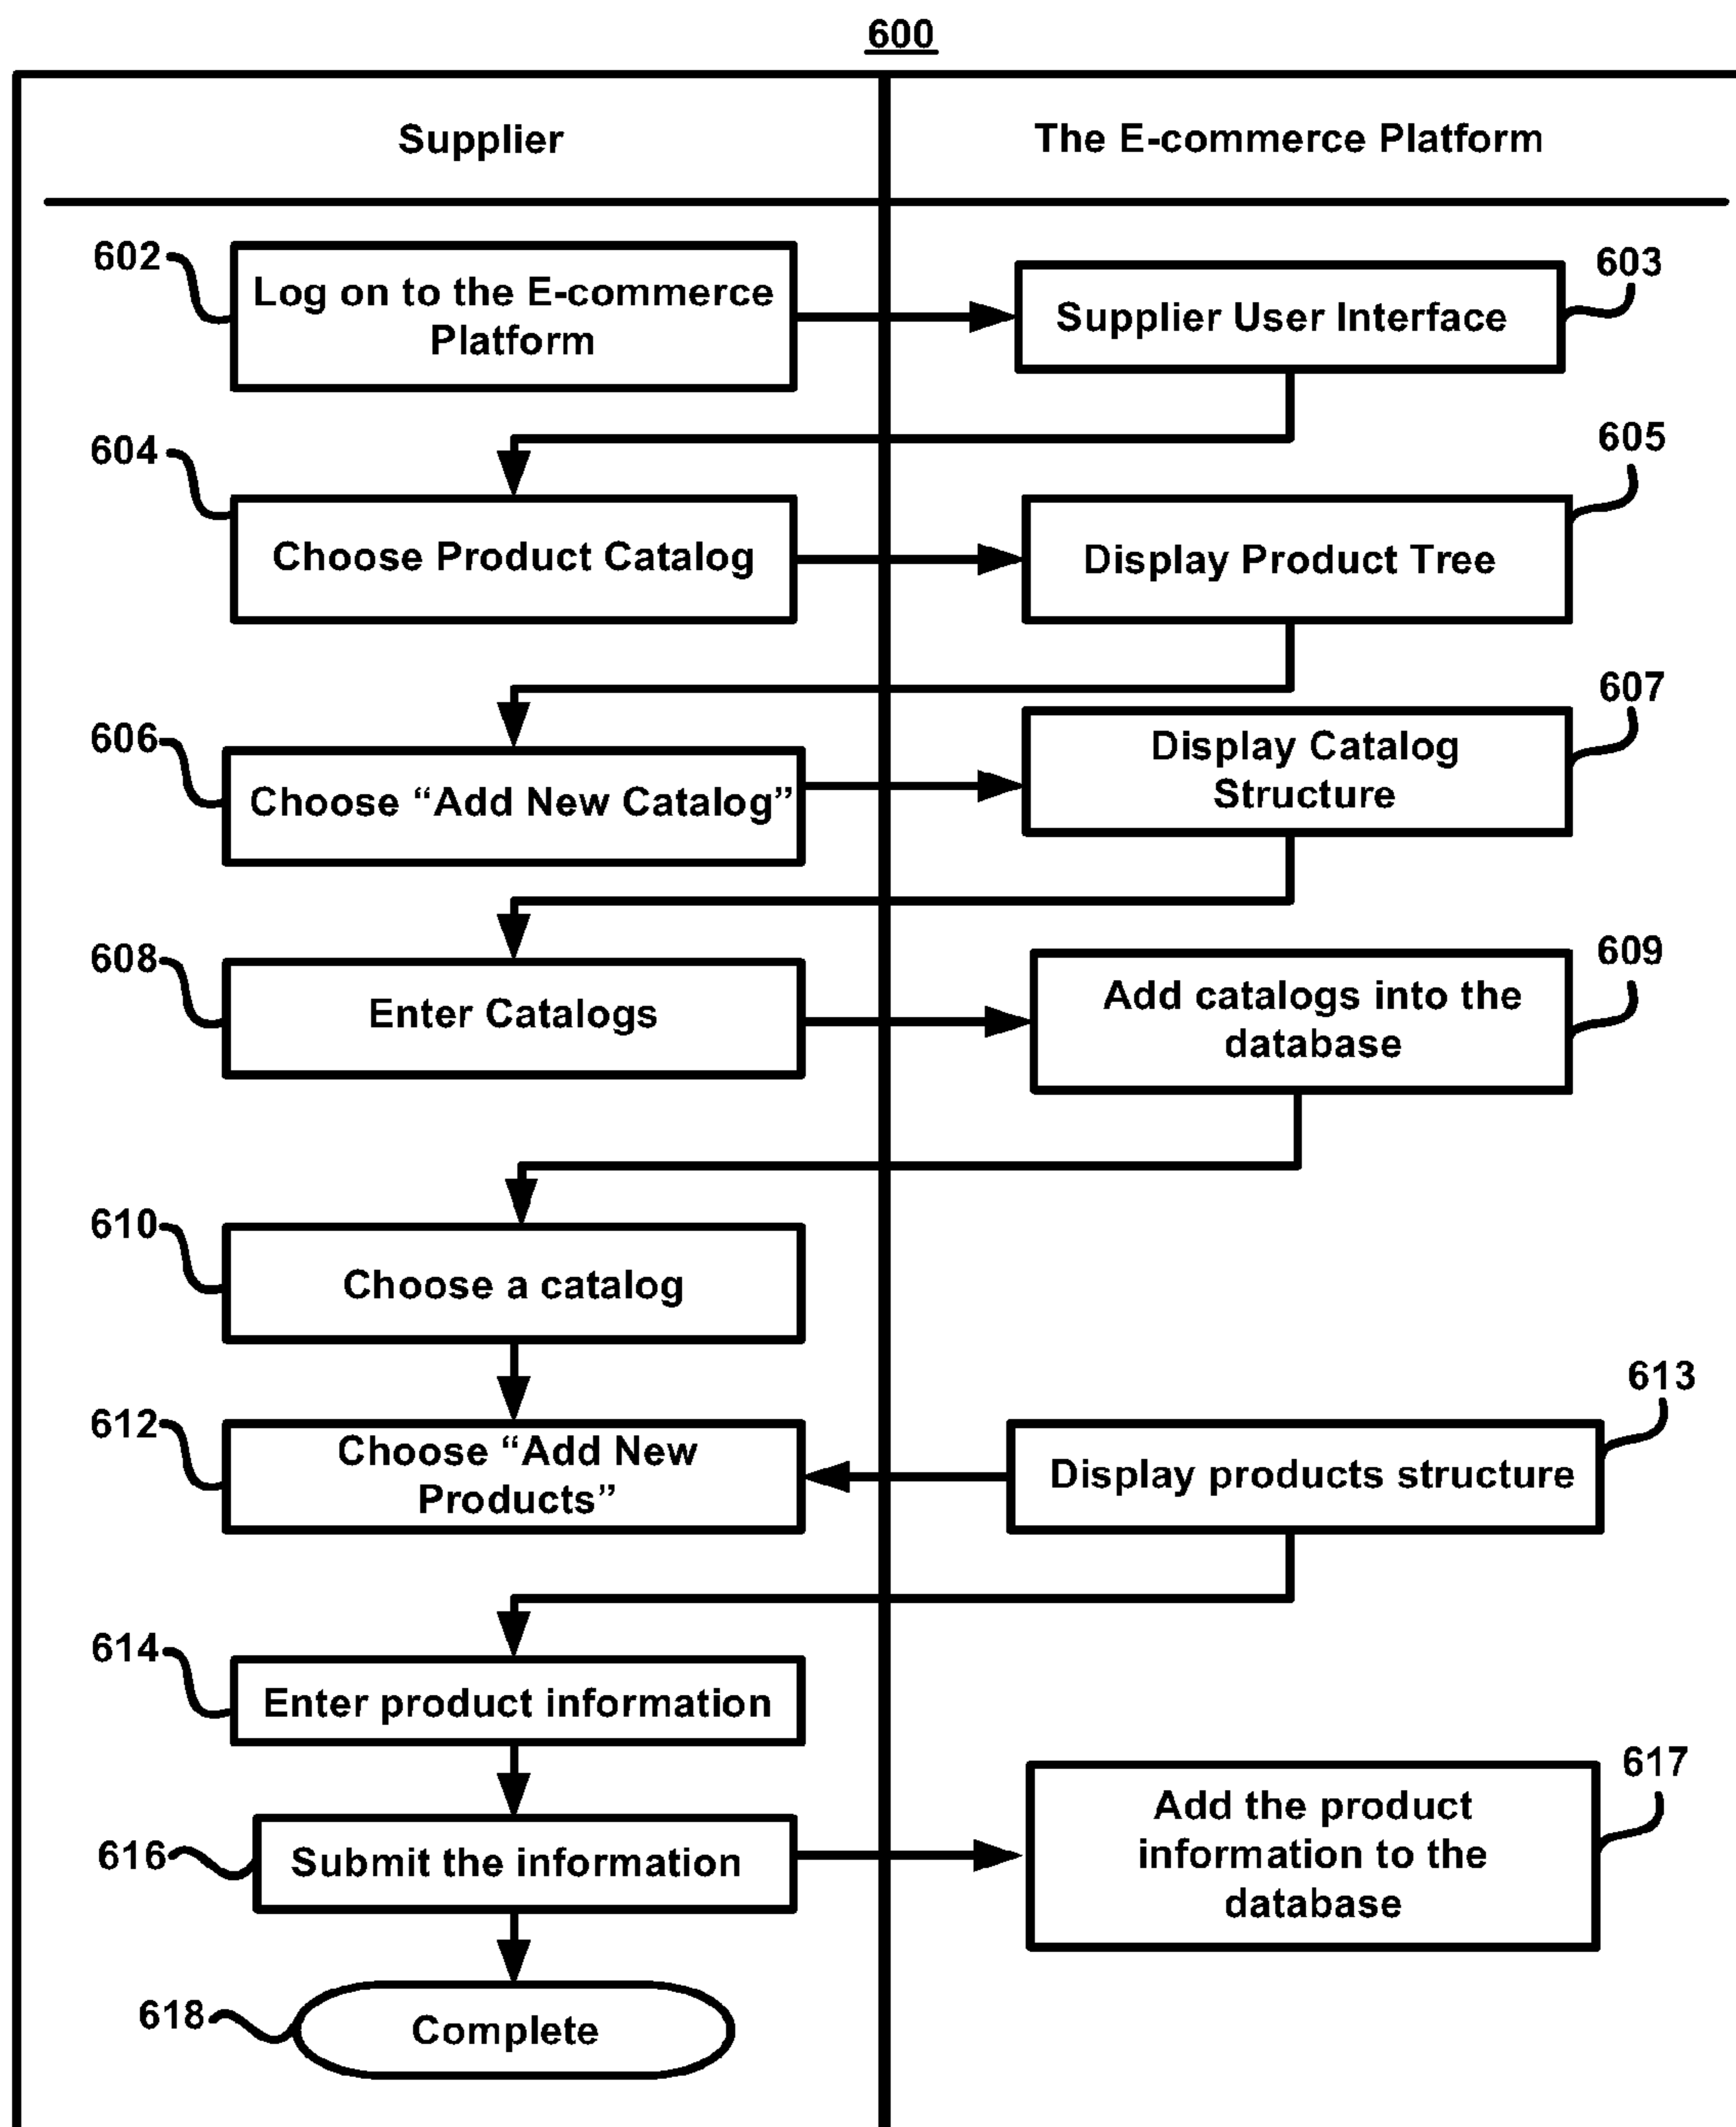 600
Supplier
The E-commerce Platform
602
Log on to the E-commerce
Platform
603
Supplier User Interface
604
Choose Product Catalog
605
Display Product Tree
606
Choose “Add New Catalog”
607
Display Catalog
Structure
608
Enter Catalogs
609
Add catalogs into the
database
610
Choose a catalog
612
Choose “Add New
Products”
613
Display products structure
614
Enter product information
616
Submit the information
617
Add the product
information to the
database
618
Complete